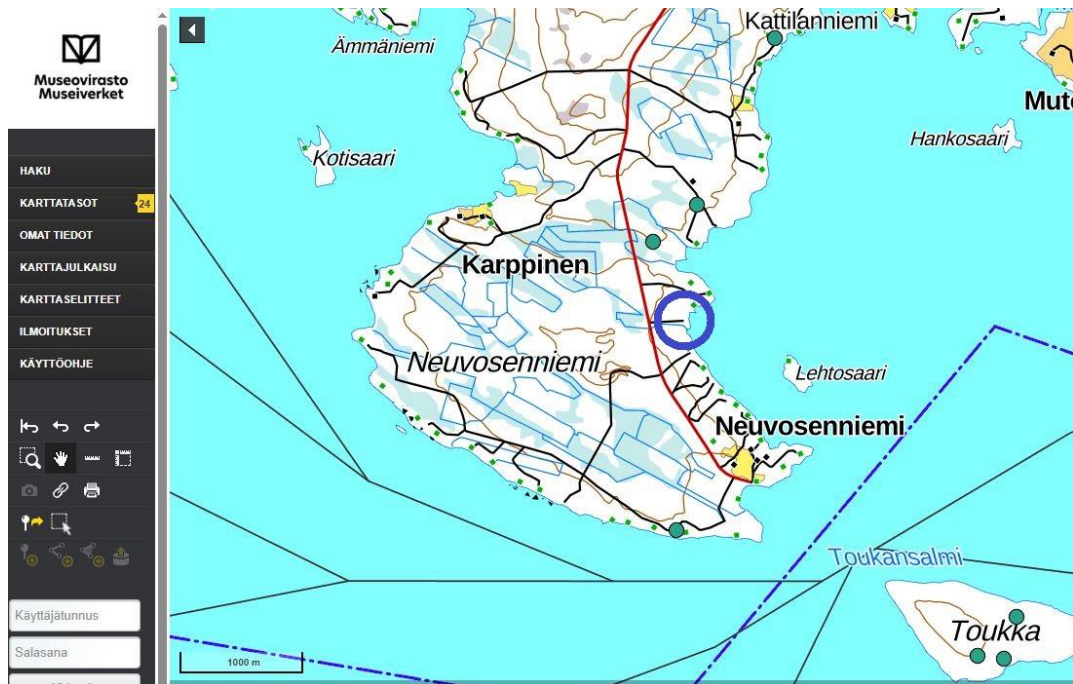 Museovirasto
Museiverket
HAKU
KARTTATASOT 24
OMAT TIEDOT
KARTTAJULKAISU
KARTTASELITTEET
ILMOITUKSET
KÄYTTÖOHJE
Käyttäjätunnus
Salasana
Ämmäniemi
Kattilanniemi
Kotisaari
Hankosaari
Karppinen
Neuvosenniemi
Lehtosaari
Neuvosenniemi
Toukansalmi
Toukka
1000 m